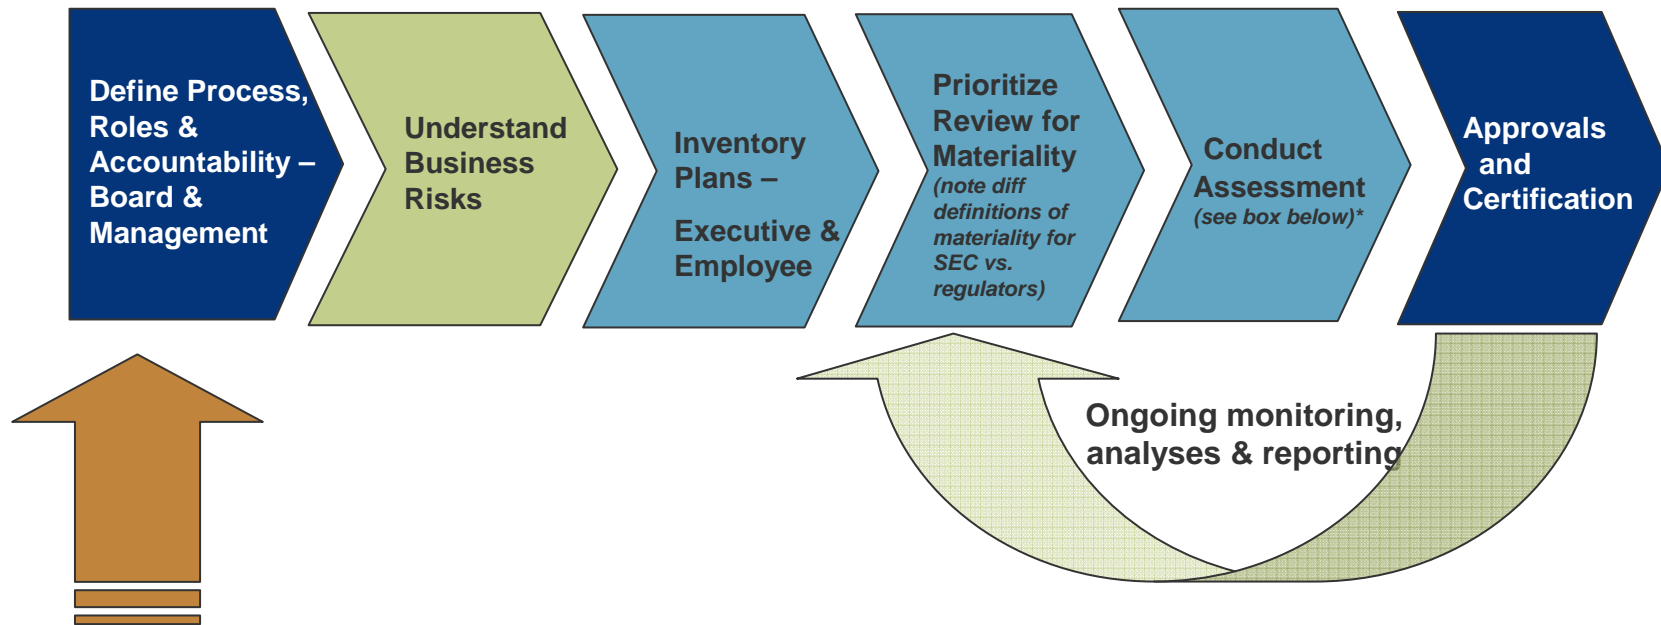 Define Process,
Roles &
Accountability –
Board &
Management
Understand
Business
Risks
Inventory
Plans –
Executive &
Employee
Prioritize
Review for
Materiality
(note diff
definitions of
materiality for
SEC vs.
regulators)
Conduct
Assessment
(see box below)*
Approvals
and
Certification
Ongoing monitoring,
analyses & reporting